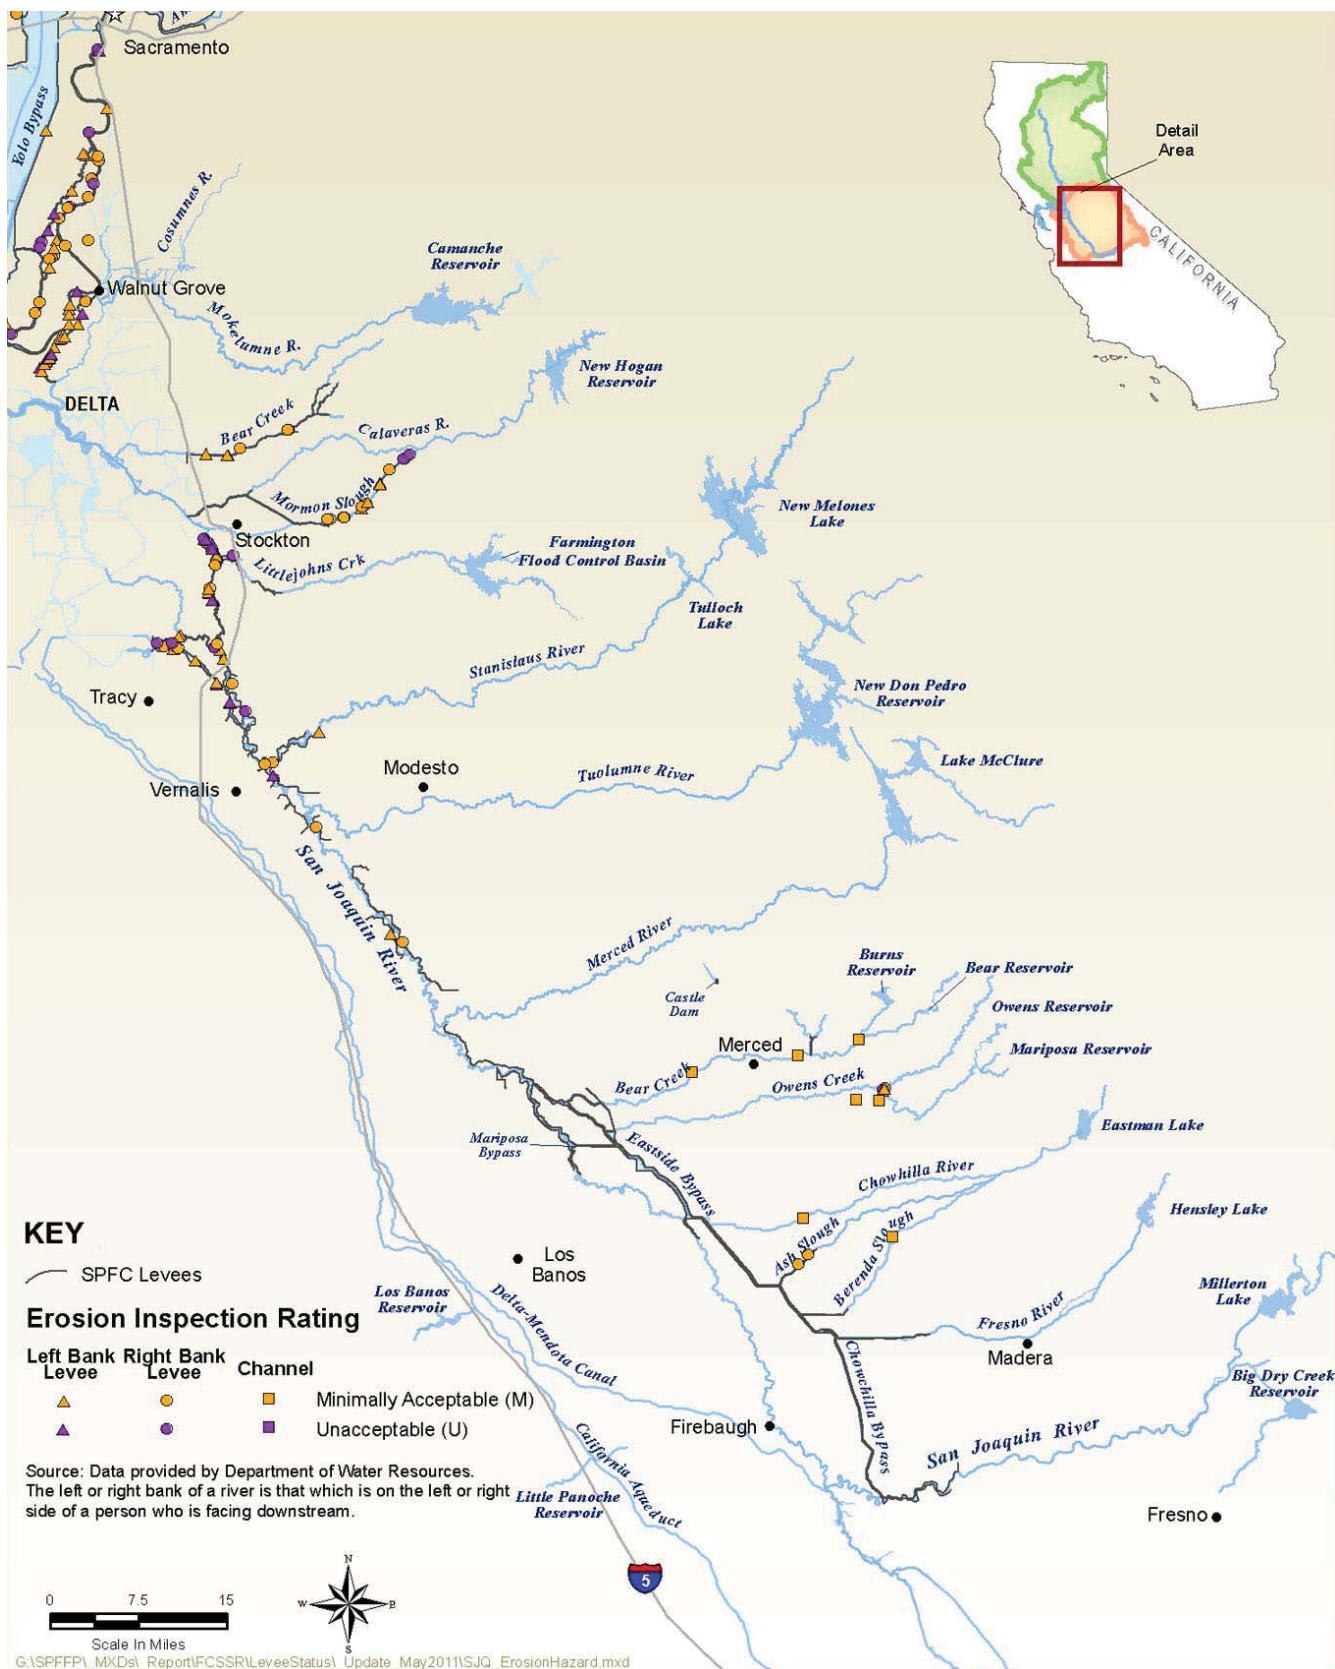 Sacramento
Yolo Bypass
Cosumnes R.
Detail
Area
CALIFORNIA
Camanche
Reservoir
Walnut Grove
Mokelumne R.
New Hogan
Reservoir
DELTA
Bear Creek
Calaveras R.
Mormon Slough
New Melones
Lake
Stockton
Littlejohns Crk
Farmington
Flood Control Basin
Tulloch
Lake
Stanislaus River
Tracy
New Don Pedro
Reservoir
Lake McClure
Modesto
Tuolumne River
Vernalis
San Joaquin River
Merced River
Burns
Reservoir
Bear Reservoir
Castle
Dam
Owens Reservoir
Merced
Mariposa Reservoir
Bear Creek
Owens Creek
Mariposa
Bypass
Eastside Bypass
Eastman Lake
Chowhilla River
Hensley Lake
Ash Slough
Berenda Slough
Los
Banos
Los Banos
Reservoir
Delta-Mendota Canal
Millerton
Lake
Fresno River
Madera
Chowchilla Bypass
Big Dry Creek
Reservoir
Firebaugh
San Joaquin River
California Aqueduct
Little Panoche
Reservoir
Fresno
5
KEY
SPFC Levees
Erosion Inspection Rating
Left Bank Right Bank
Levee Levee Channel
Minimally Acceptable (M)
Unacceptable (U)
Source: Data provided by Department of Water Resources.
The left or right bank of a river is that which is on the left or right
side of a person who is facing downstream.
N
W E
S
0 7.5 15
Scale In Miles
G:\SPFFP\_MXDs\_Report\FCSSR\LeveeStatus\_Update_May2011\SJQ_ErosionHazard.mxd